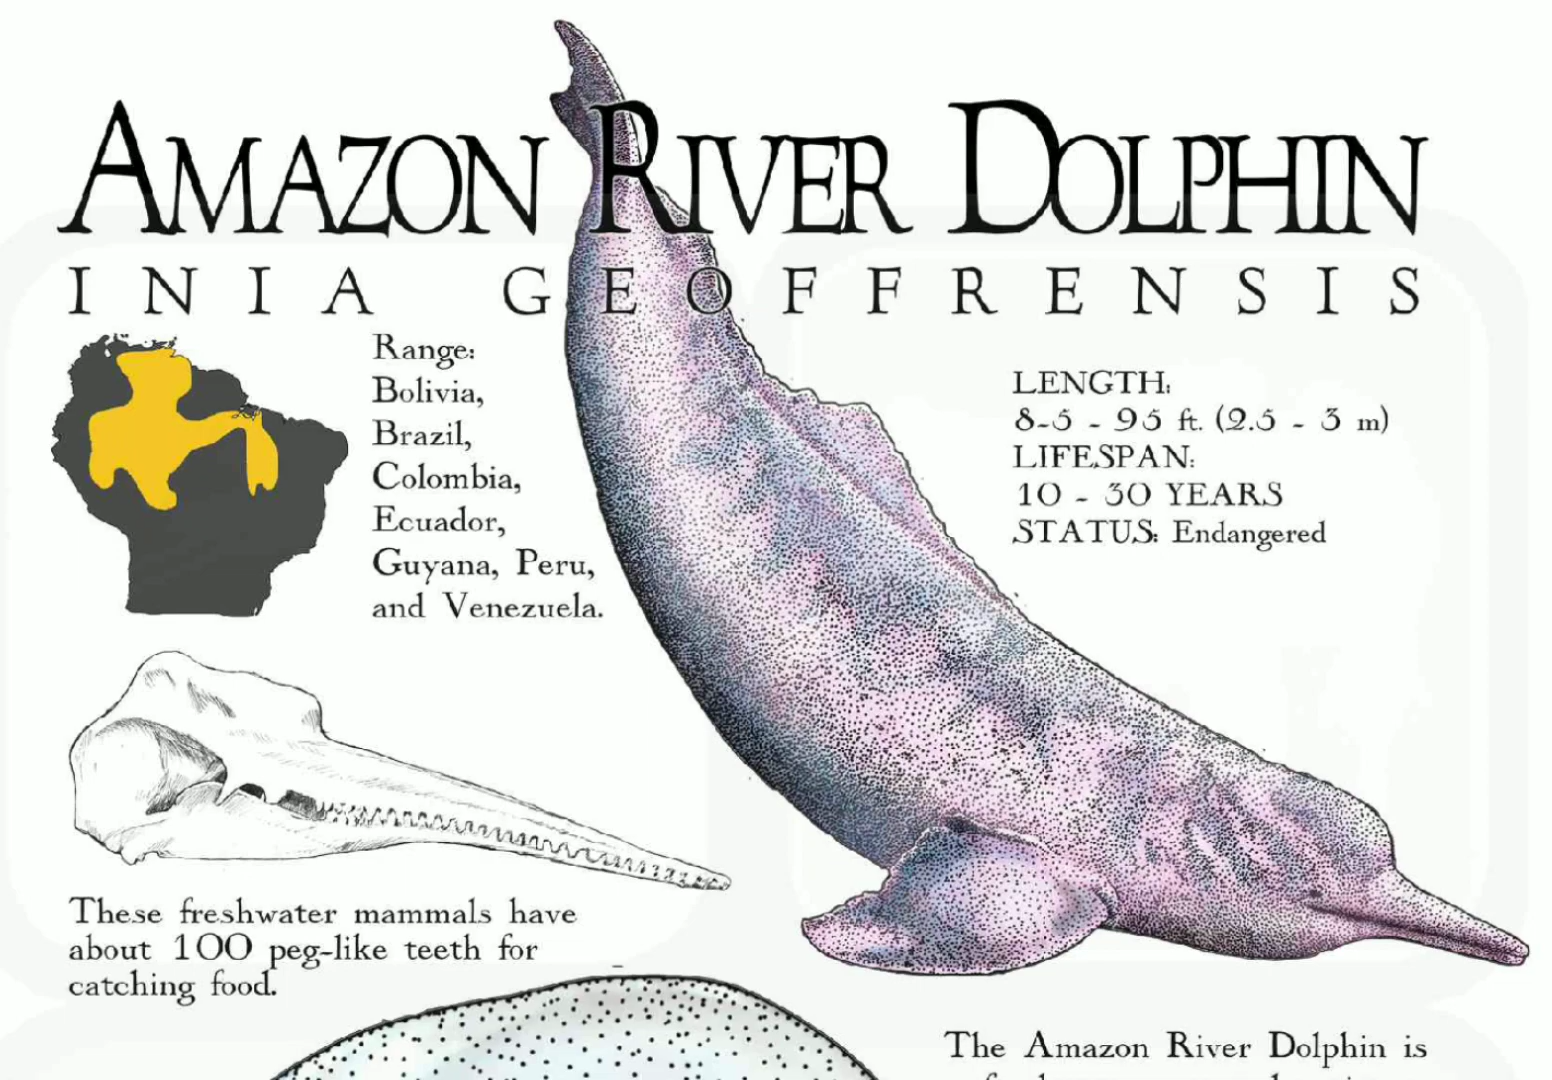 AMAZON RIVER DOLPHIN
INIA GEOFFRENSIS
Range:
Bolivia,
Brazil,
Colombia,
Ecuador,
Guyana, Peru,
and Venezuela.
LENGTH:
8-5 - 95 ft. (2.5 - 3 m)
LIFESPAN:
10 - 30 YEARS
STATUS: Endangered
These freshwater mammals have
about 100 peg-like teeth for
catching food.
The Amazon River Dolphin is